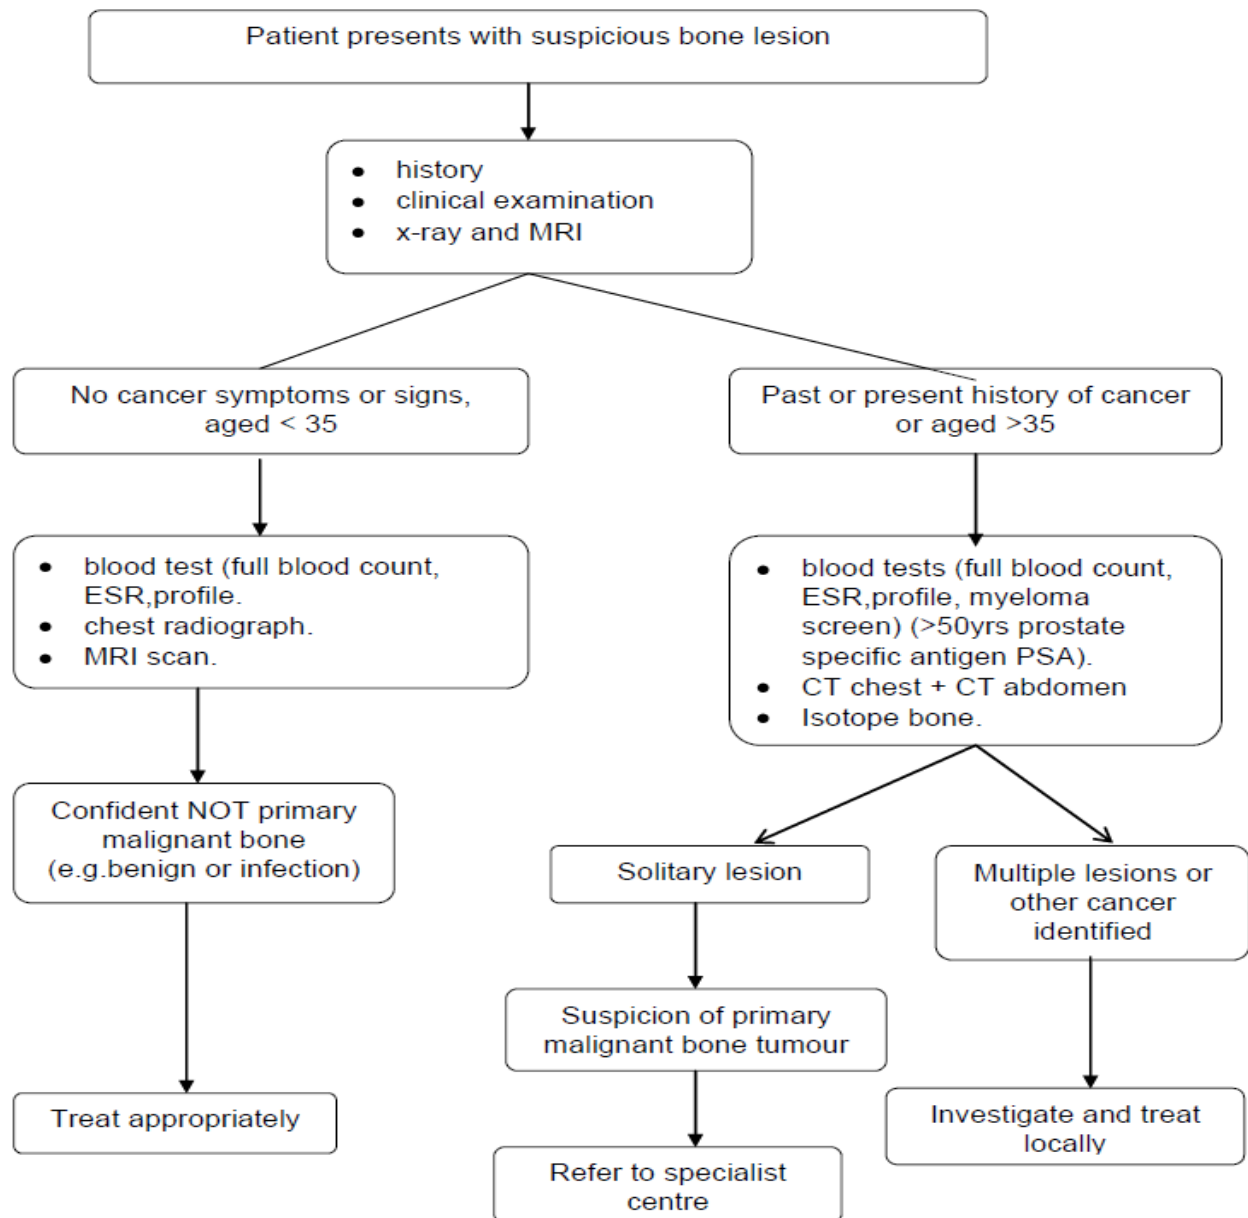 Patient presents with suspicious bone lesion
• history
• clinical examination
• x-ray and MRI
No cancer symptoms or signs,
aged < 35
Past or present history of cancer
or aged >35
• blood test (full blood count,
ESR,profile.
• chest radiograph.
• MRI scan.
• blood tests (full blood count,
ESR,profile, myeloma
screen) (>50yrs prostate
specific antigen PSA).
• CT chest + CT abdomen
• Isotope bone.
Confident NOT primary
malignant bone
(e.g.benign or infection)
Solitary lesion
Multiple lesions or
other cancer
identified
Suspicion of primary
malignant bone tumour
Treat appropriately
Investigate and treat
locally
Refer to specialist
centre